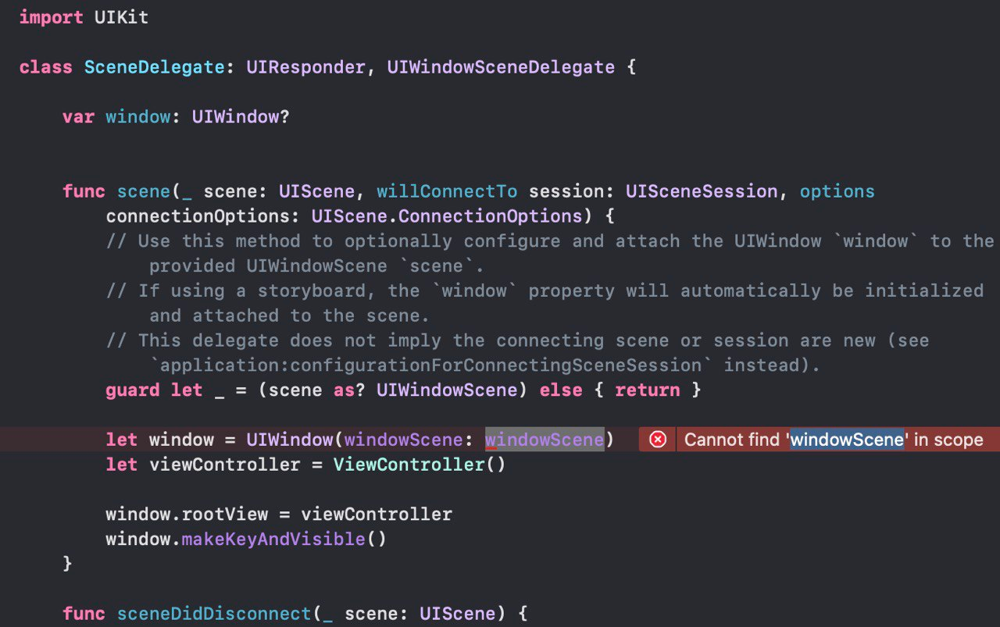 import UIKit
class SceneDelegate: UIResponder, UIWindowSceneDelegate {
var window: UIWindow?
func scene(_ scene: UIScene, willConnectTo session: UISceneSession, options
connectionOptions: UIScene.ConnectionOptions) {
// Use this method to optionally configure and attach the UIWindow `window` to the
provided UIWindowScene `scene`.
// If using a storyboard, the `window` property will automatically be initialized
and attached to the scene.
// This delegate does not imply the connecting scene or session are new (see
`application:configurationForConnectingSceneSession` instead).
guard let _ = (scene as? UIWindowScene) else { return }
let window = UIWindow(windowScene: windowScene) Cannot find 'windowScene' in scope
let viewController = ViewController()
window.rootView = viewController
window.makeKeyAndVisible()
}
func sceneDidDisconnect(_ scene: UIScene) {